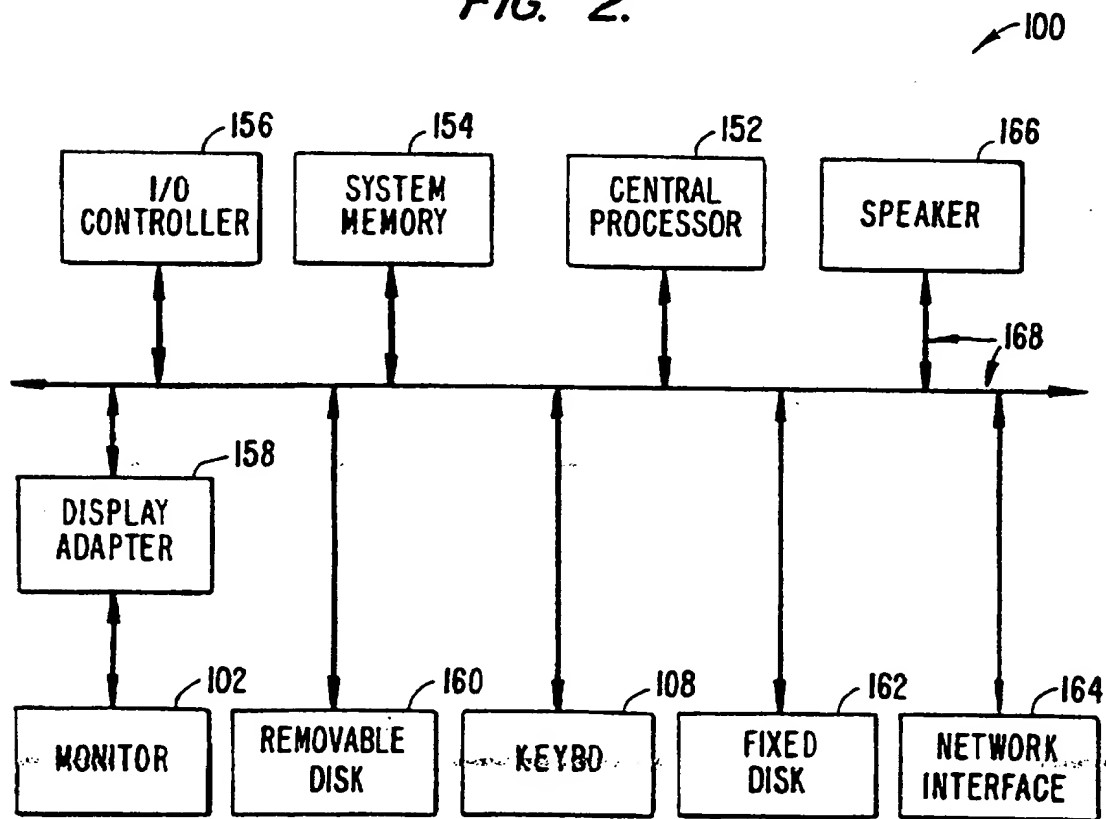 FIG. 2.
100
156
154
152
166
I/O
CONTROLLER
SYSTEM
MEMORY
CENTRAL
PROCESSOR
SPEAKER
168
158
DISPLAY
ADAPTER
102
160
108
162
164
MONITOR
REMOVABLE
DISK
KEYBD
FIXED
DISK
NETWORK
INTERFACE